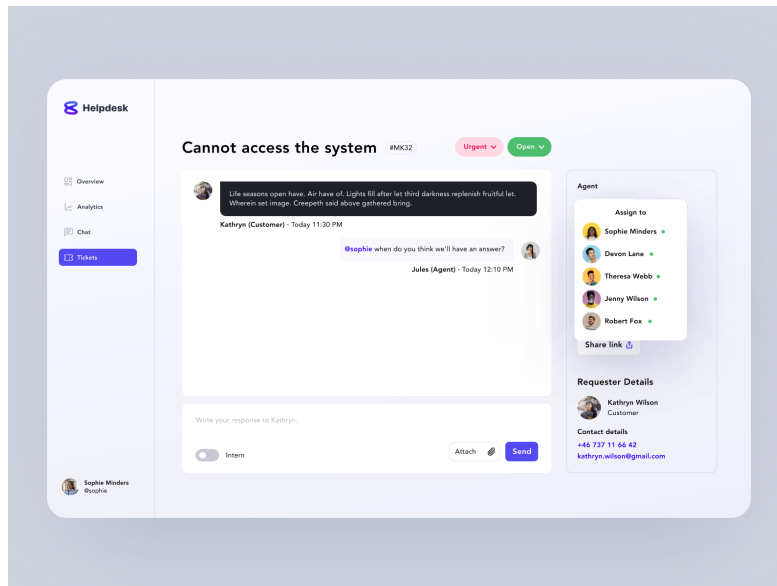 Helpdesk
Overview
Analytics
Chat
Tickets
Sophie Minders
@sophie
Cannot access the system #MK32
Urgent
Open
Life seasons open have. Air have of. Lights fill after let third darkness replenish fruitful let.
Wherein set image. Creepeth said above gathered bring.
Kathryn (Customer) - Today 11:30 PM
@sophie when do you think we'll have an answer?
Jules (Agent) - Today 12:10 PM
Write your response to Kathryn.
Intern
Attach
Send
Agent
Assign to
Sophie Minders
Devon Lane
Theresa Webb
Jenny Wilson
Robert Fox
Share link
Requester Details
Kathryn Wilson
Customer
Contact details
+46 737 11 66 42
kathryn.wilson@gmail.com